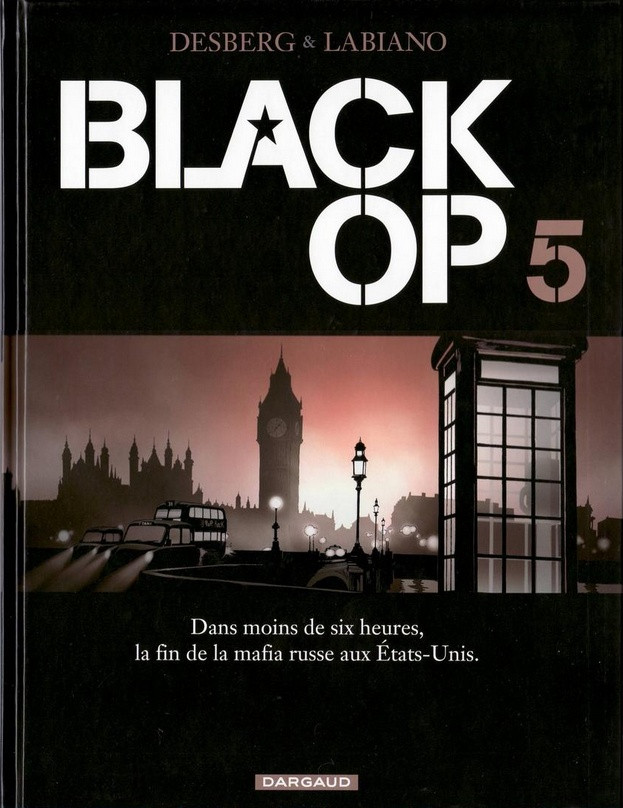 DESBERG & LABIANO
BLACK
OP 5
Dans moins de six heures,
la fin de la mafia russe aux États-Unis.
DARGAUD